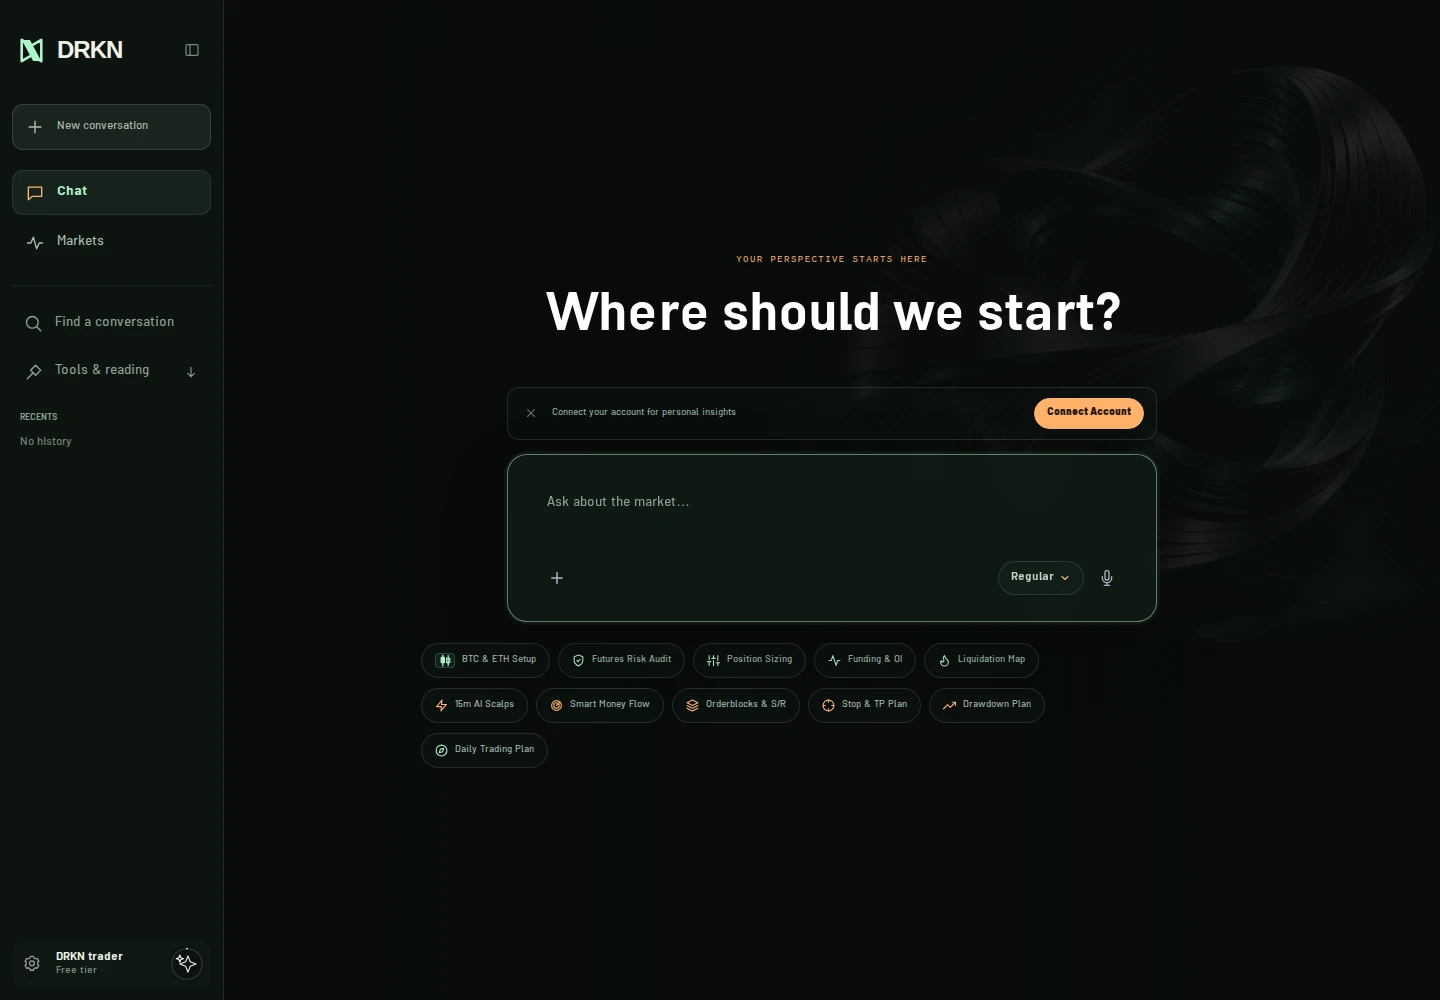 DRKN
New conversation
Chat
Markets
Find a conversation
Tools & reading
RECENTS
No history
DRKN trader
Free tier
YOUR PERSPECTIVE STARTS HERE
Where should we start?
Connect your account for personal insights
Connect Account
Ask about the market...
Regular
BTC & ETH Setup
Futures Risk Audit
Position Sizing
Funding & OI
Liquidation Map
15m AI Scalps
Smart Money Flow
Orderblocks & S/R
Stop & TP Plan
Drawdown Plan
Daily Trading Plan